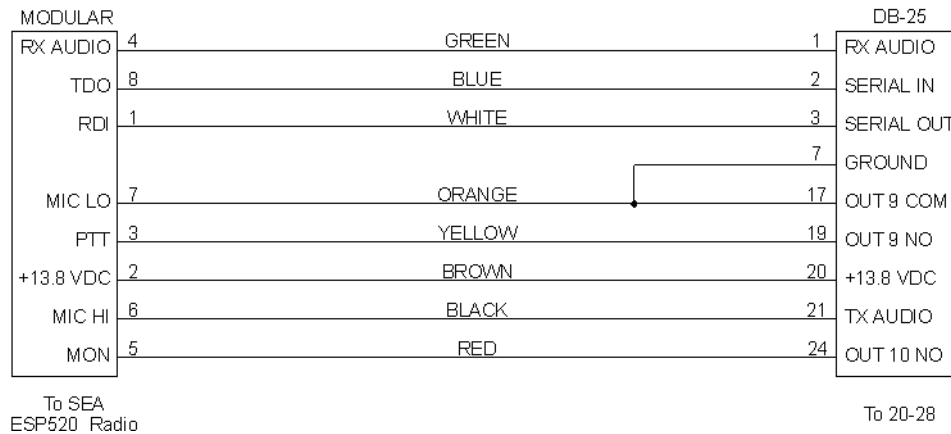 MODULAR DB-25
RX AUDIO 4 GREEN 1 RX AUDIO
TDO 8 BLUE 2 SERIAL IN
RDI 1 WHITE 3 SERIAL OUT
7 GROUND
MIC LO 7 ORANGE 17 OUT 9 COM
PTT 3 YELLOW 19 OUT 9 NO
+13.8 VDC 2 BROWN 20 +13.8 VDC
MIC HI 6 BLACK 21 TX AUDIO
MON 5 RED 24 OUT 10 NO
To SEA
ESP520 Radio
To 20-28